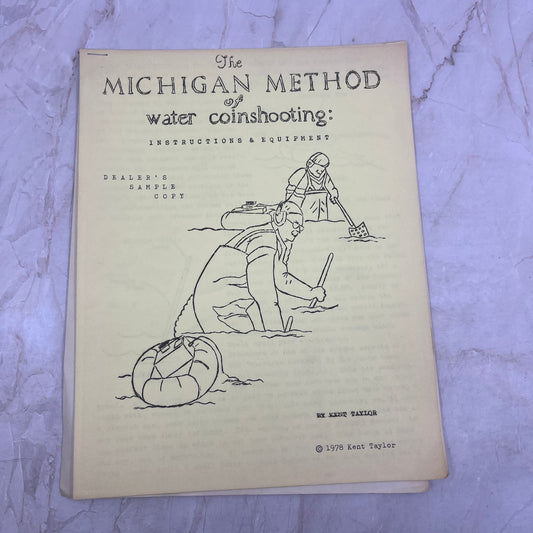 The
MICHIGAN METHOD
of
water coinshooting:
INSTRUCTIONS & EQUIPMENT
DEALER'S
SAMPLE
COPY
BY KENT TAYLOR
© 1978 Kent Taylor